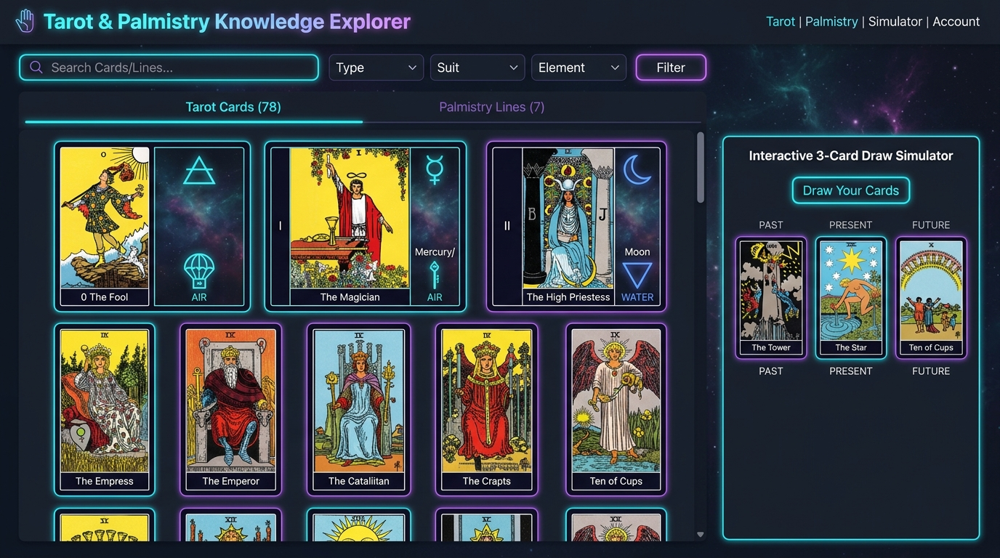 Tarot & Palmistry Knowledge Explorer
Tarot | Palmistry | Simulator | Account
Search Cards/Lines...
Type
Suit
Element
Filter
Tarot Cards (78)
Palmistry Lines (7)
0
0 The Fool
AIR
I
I
The Magician
Mercury/
AIR
II
B
J
The High Priestess
Moon
WATER
The Empress
The Emperor
IV
The Cataliitan
IV
The Crapts
IX
Ten of Cups
XII
Interactive 3-Card Draw Simulator
Draw Your Cards
PAST
PRESENT
FUTURE
X
The Tower
The Star
Ten of Cups
PAST
PRESENT
FUTURE